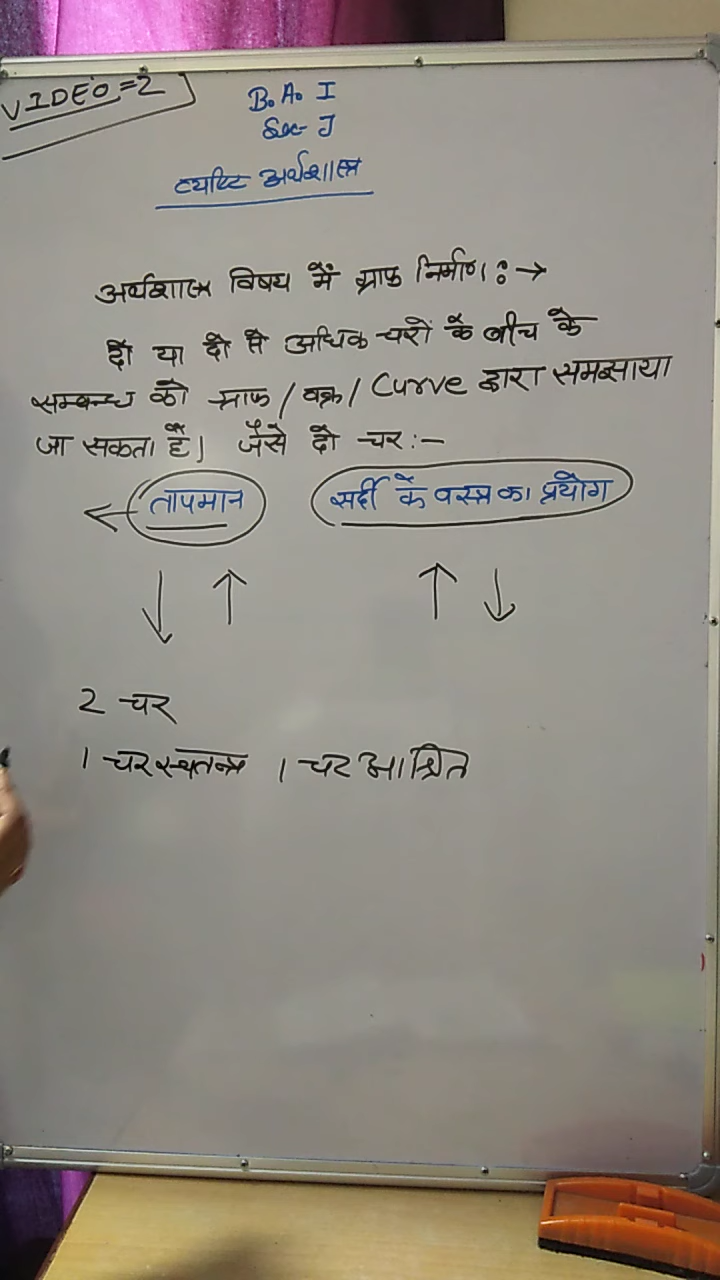 VIDEO=2
B.A. I
Sec- J
व्यष्टि अर्थशास्त्र
अर्थशास्त्र विषय में ग्राफ निर्माण :→
दो या दो से अधिक चरों के बीच के
सम्बन्ध को ग्राफ / वक्र / Curve द्वारा समझाया
जा सकता है। जैसे दो चर :-
← तापमान सर्दी के वस्त्र का प्रयोग
↓ ↑ ↑ ↓
2 चर
1 चर स्वतन्त्र 1 चर आश्रित